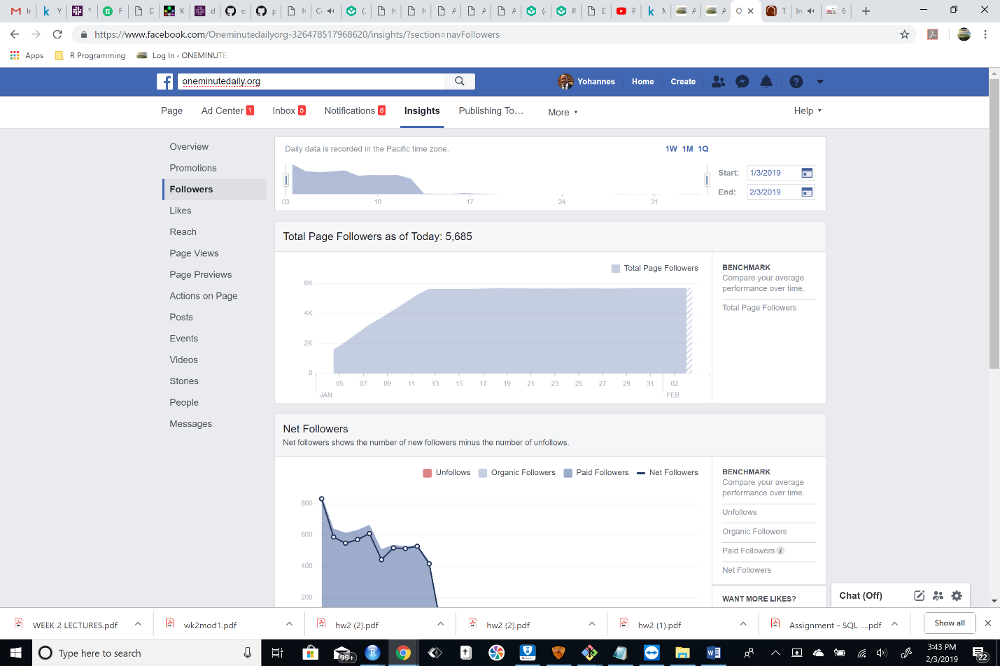 https://www.facebook.com/Oneminutedailyorg-326478517968620/insights/?section=navFollowers
Apps R Programming Log In ‹ ONEMINUTE
oneminutedaily.org
Yohannes Home Create
Page Ad Center 1 Inbox 5 Notifications 8 Insights Publishing To... More Help
Overview
Promotions
Followers
Likes
Reach
Page Views
Page Previews
Actions on Page
Posts
Events
Videos
Stories
People
Messages
Daily data is recorded in the Pacific time zone.
1W 1M 1Q
Start: 1/3/2019
End: 2/3/2019
03 10 17 24 31
Total Page Followers as of Today: 5,685
Total Page Followers
6K
4K
2K
0
05 07 09 11 13 15 17 19 21 23 25 27 29 31 02
JAN FEB
BENCHMARK
Compare your average
performance over time.
Total Page Followers
Net Followers
Net followers shows the number of new followers minus the number of unfollows.
Unfollows Organic Followers Paid Followers Net Followers
800
600
400
200
BENCHMARK
Compare your average
performance over time.
Unfollows
Organic Followers
Paid Followers i
Net Followers
WANT MORE LIKES?
Chat (Off)
WEEK 2 LECTURES.pdf wk2mod1.pdf hw2 (2).pdf hw2 (2).pdf hw2 (1).pdf Assignment - SQL ....pdf Show all
Type here to search
99+
3:43 PM
2/3/2019
22